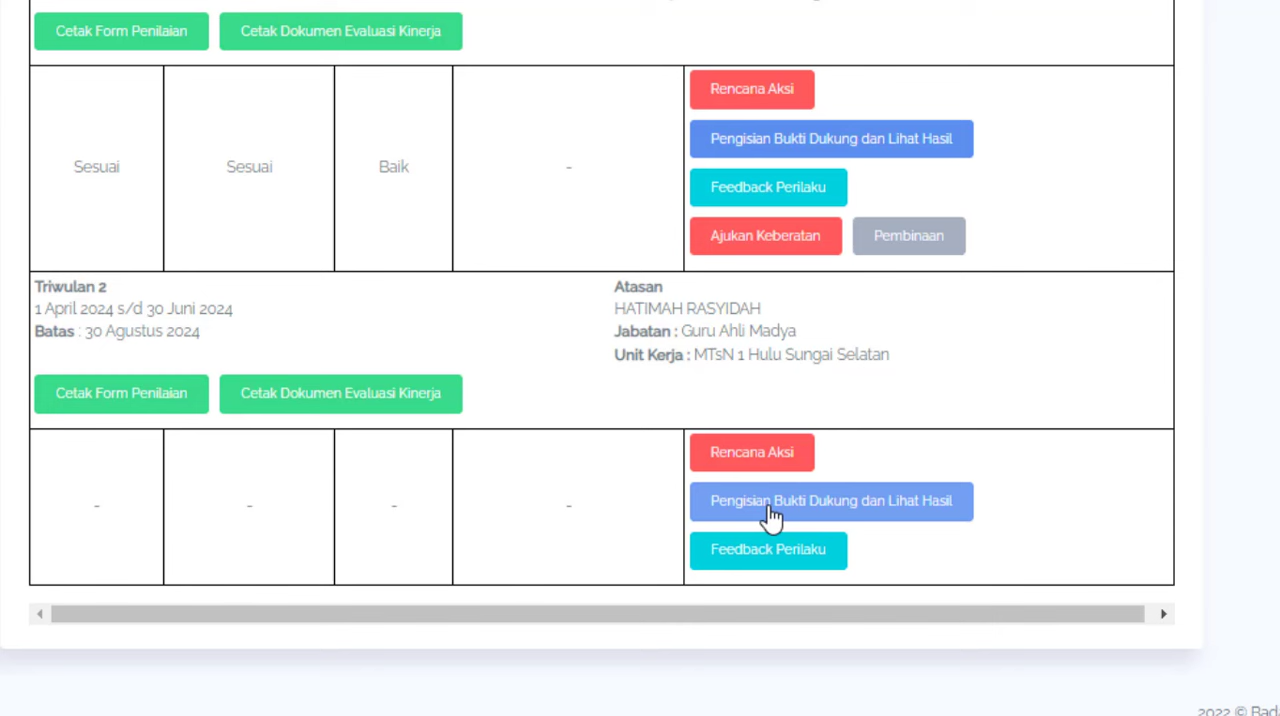 Cetak Form Penilaian Cetak Dokumen Evaluasi Kinerja
Sesuai Sesuai Baik -
Rencana Aksi
Pengisian Bukti Dukung dan Lihat Hasil
Feedback Perilaku
Ajukan Keberatan Pembinaan
Triwulan 2
1 April 2024 s/d 30 Juni 2024
Batas : 30 Agustus 2024
Atasan
HATIMAH RASYIDAH
Jabatan : Guru Ahli Madya
Unit Kerja : MTsN 1 Hulu Sungai Selatan
Cetak Form Penilaian Cetak Dokumen Evaluasi Kinerja
- - - -
Rencana Aksi
Pengisian Bukti Dukung dan Lihat Hasil
Feedback Perilaku
2022 © Bada